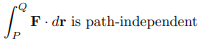 ∫_P^Q F · dr is path-independent